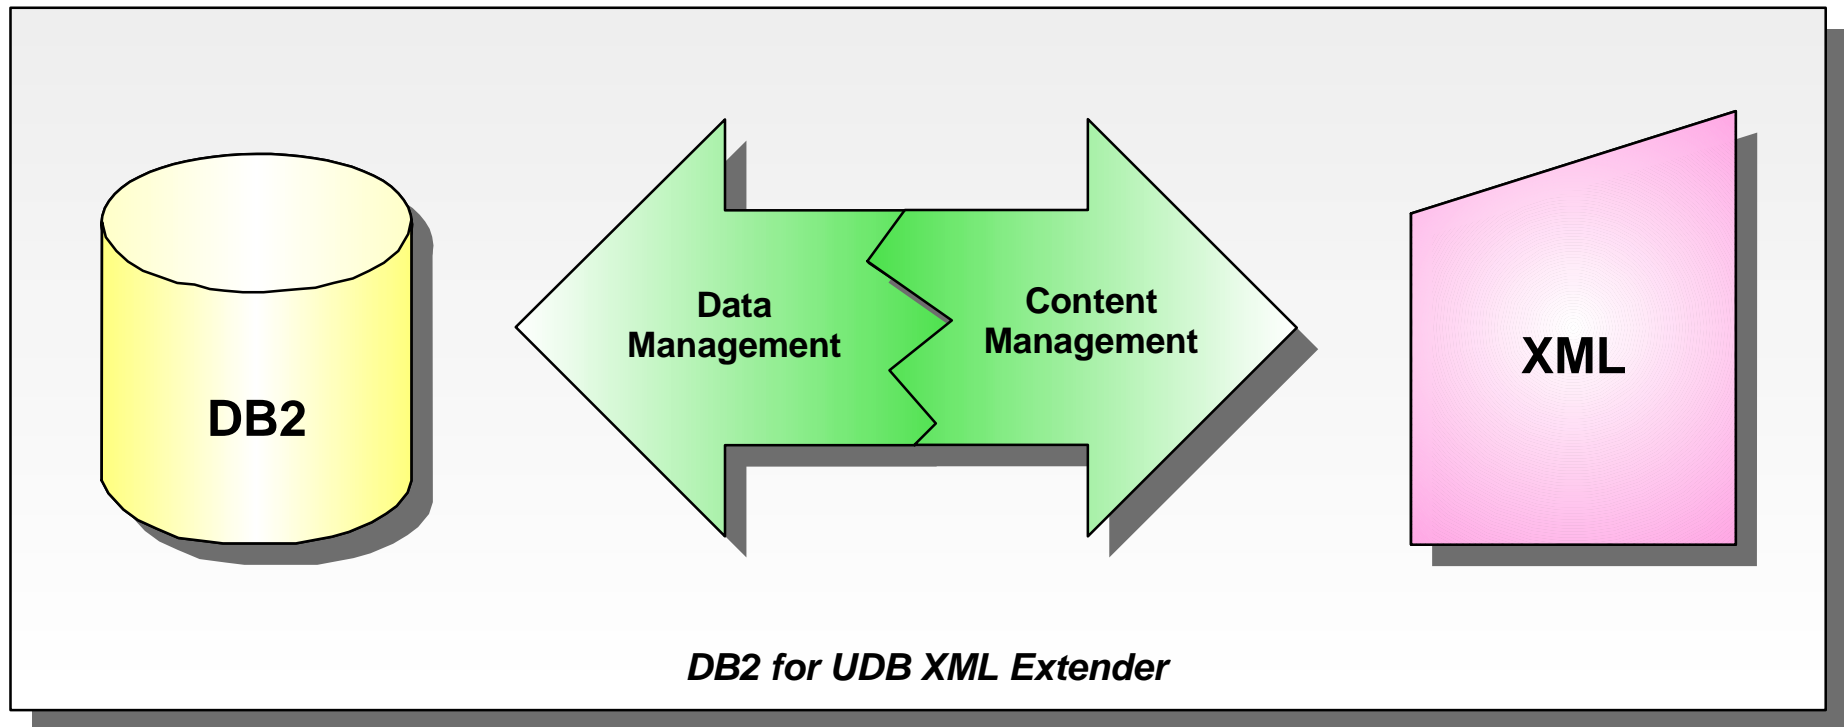 DB2
Data
Management
Content
Management
XML
DB2 for UDB XML Extender